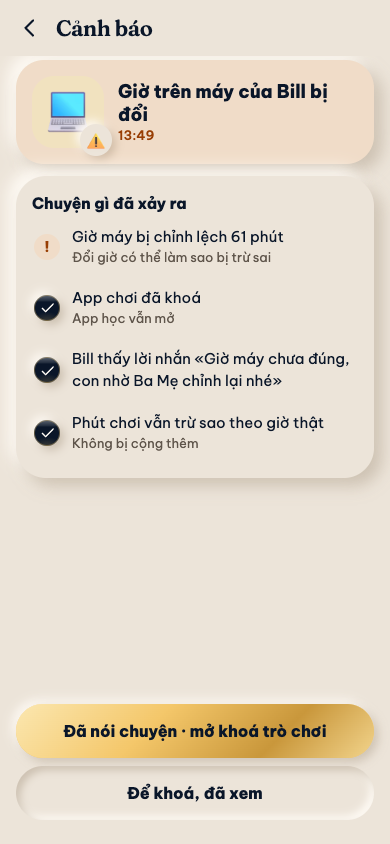 Cảnh báo
Giờ trên máy của Bill bị
đổi
13:49
Chuyện gì đã xảy ra
Giờ máy bị chỉnh lệch 61 phút
Đổi giờ có thể làm sao bị trừ sai
App chơi đã khoá
App học vẫn mở
Bill thấy lời nhắn «Giờ máy chưa đúng,
con nhờ Ba Mẹ chỉnh lại nhé»
Phút chơi vẫn trừ sao theo giờ thật
Không bị cộng thêm
Đã nói chuyện · mở khoá trò chơi
Để khoá, đã xem